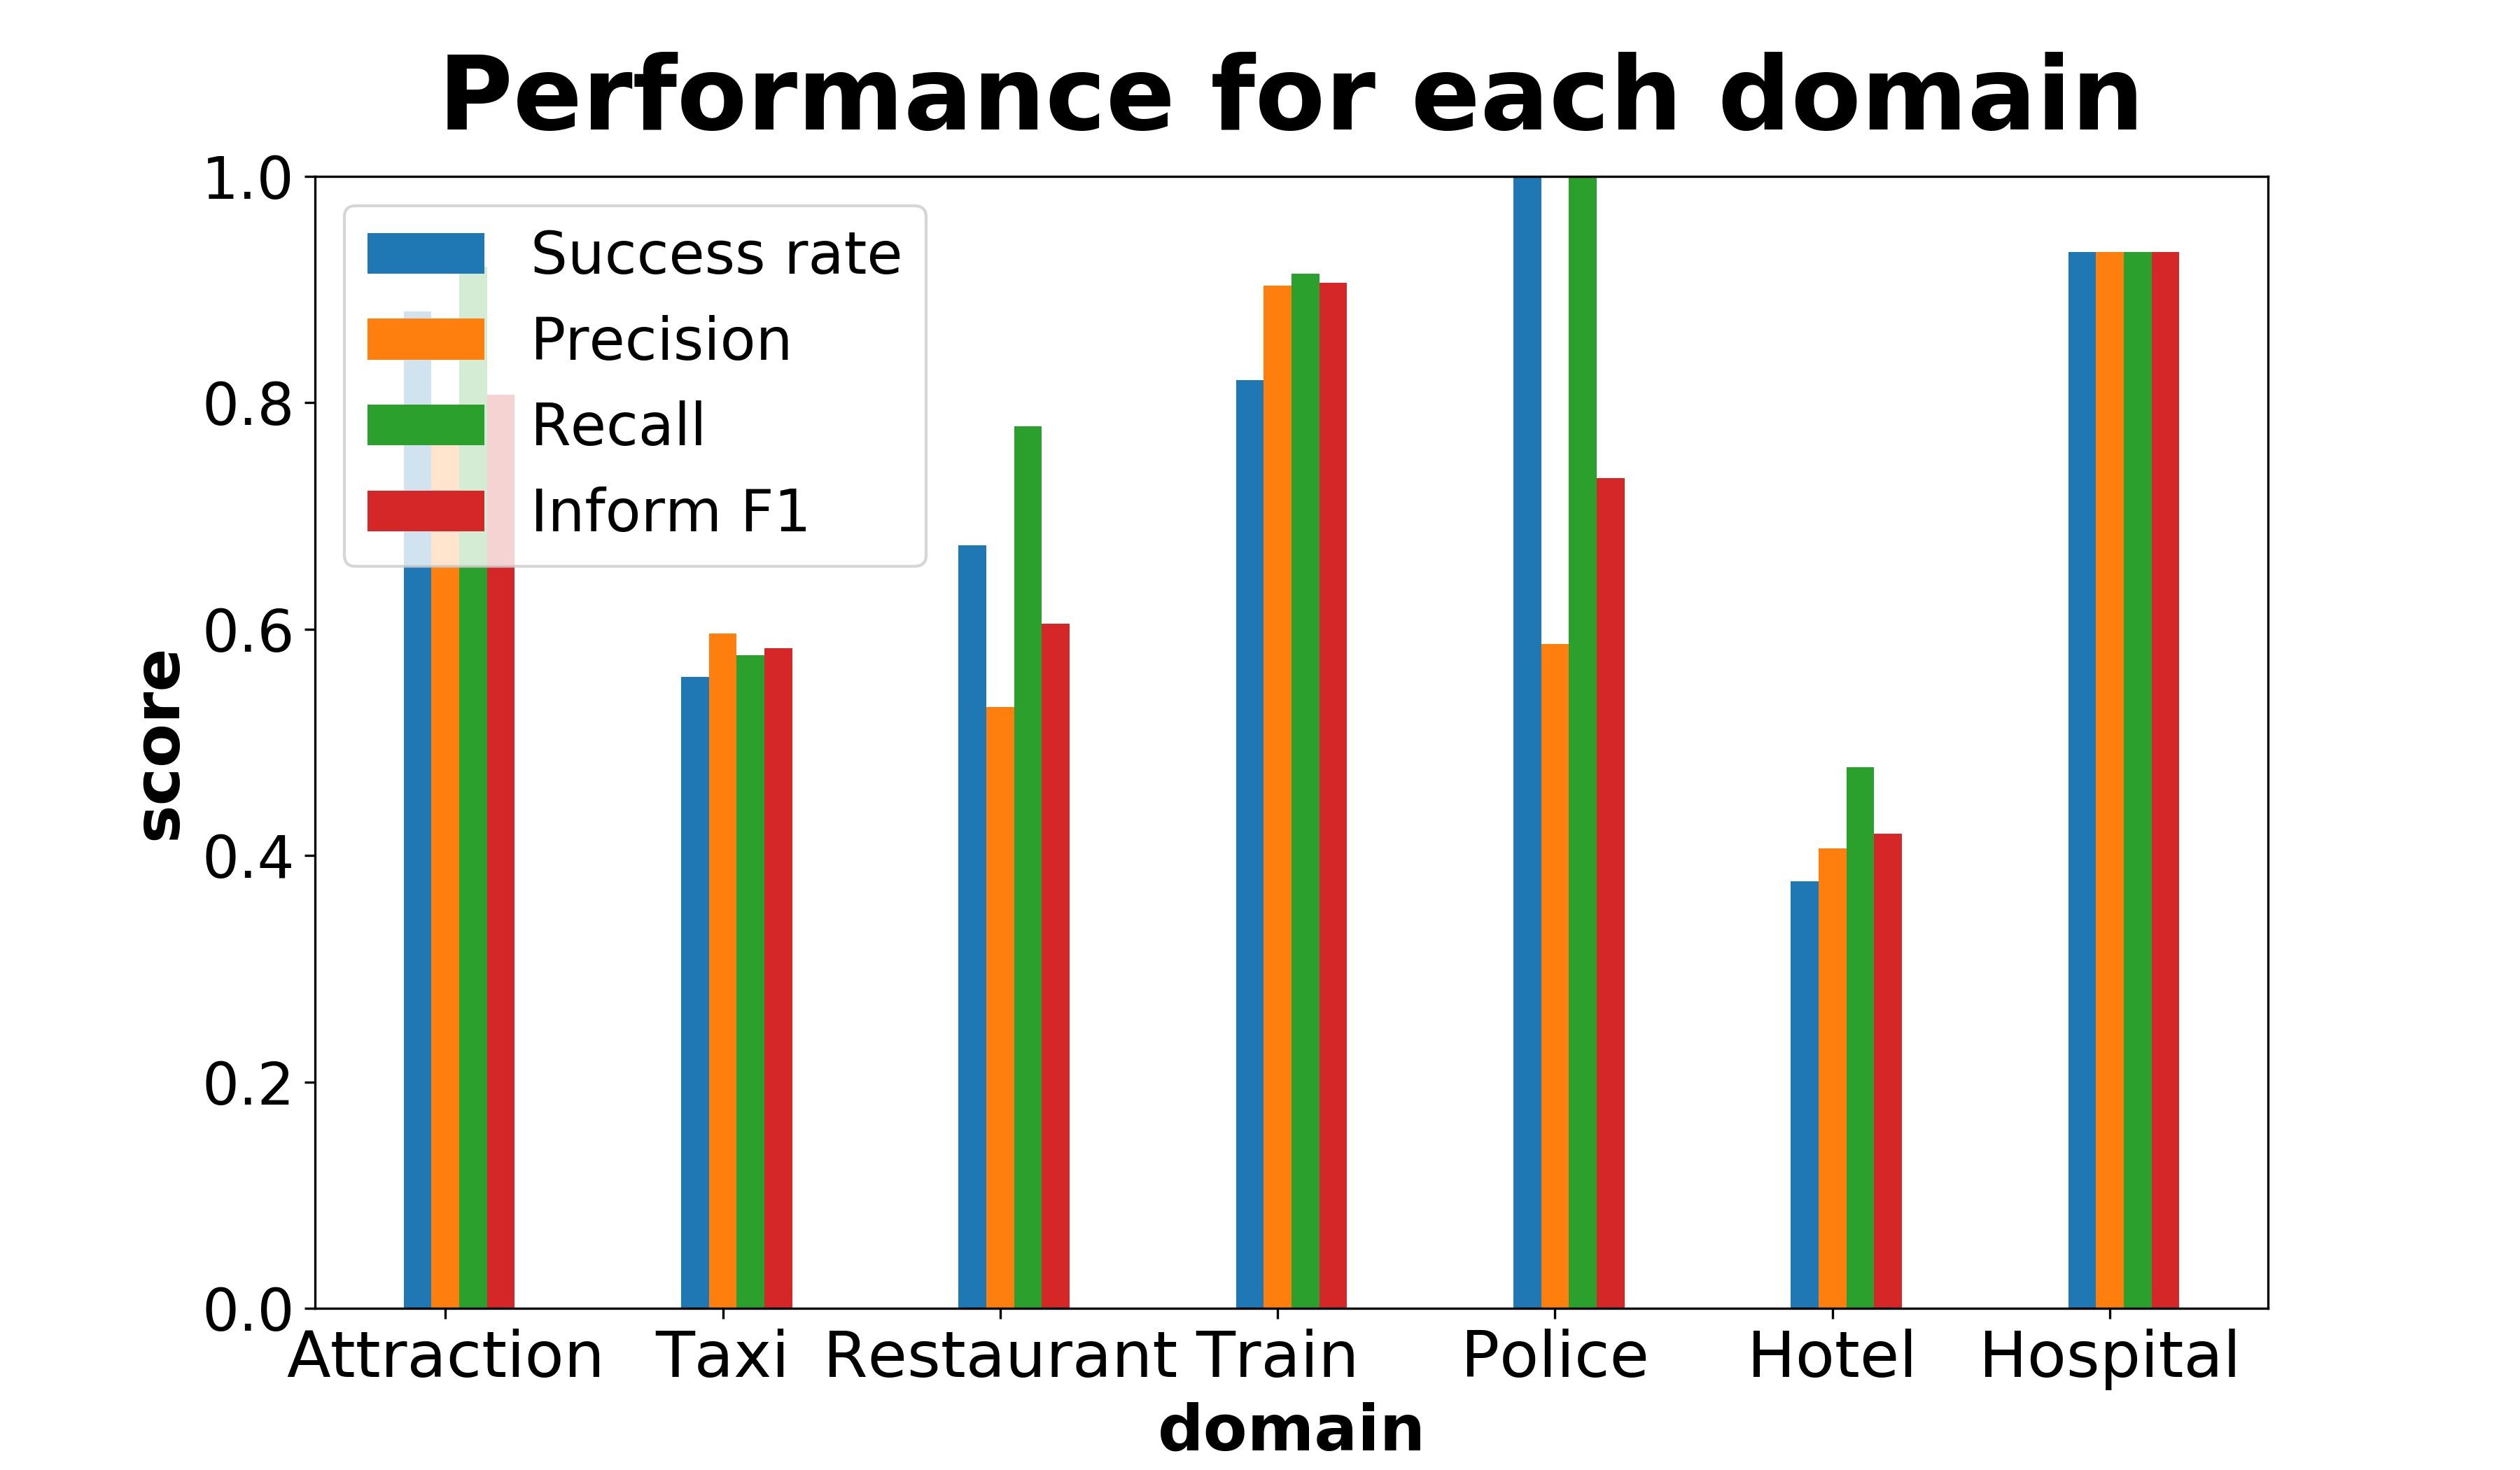 Performance for each domain
1.0
0.8
0.6
0.4
0.2
0.0
score
Success rate
Precision
Recall
Inform F1
Attraction Taxi Restaurant Train Police Hotel Hospital
domain